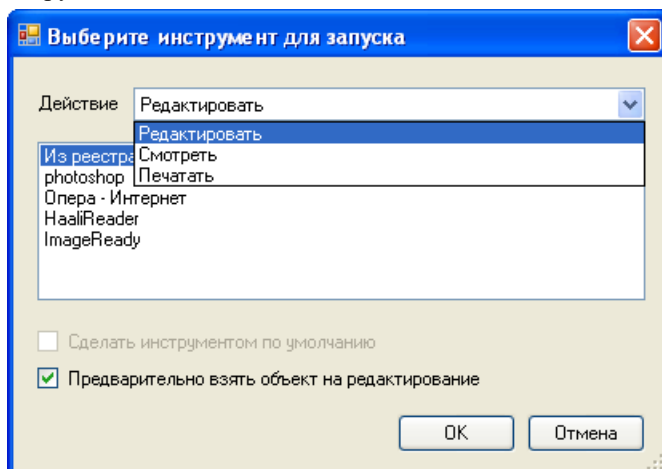 Выберите инструмент для запуска
Действие
Редактировать
Редактировать
Смотреть
Печатать
Из реестра
photoshop
Опера - Интернет
HaaliReader
ImageReady
Сделать инструментом по умолчанию
Предварительно взять объект на редактирование
OK
Отмена